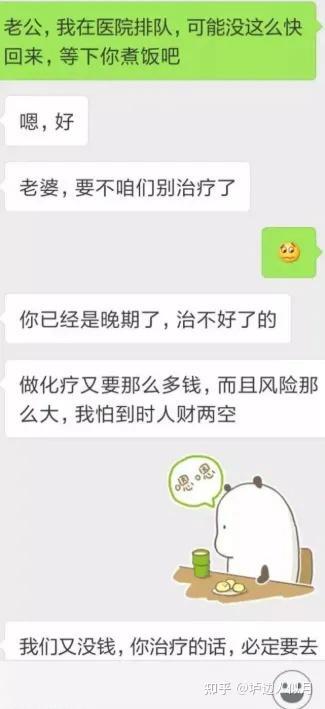 老公，我在医院排队，可能没这么快
回来，等下你煮饭吧
嗯，好
老婆，要不咱们别治疗了
你已经是晚期了，治不好了的
做化疗又要那么多钱，而且风险那
么大，我怕到时人财两空
嗯嗯
我们又没钱，你治疗的话，必定要去
知乎 @垆边人似月